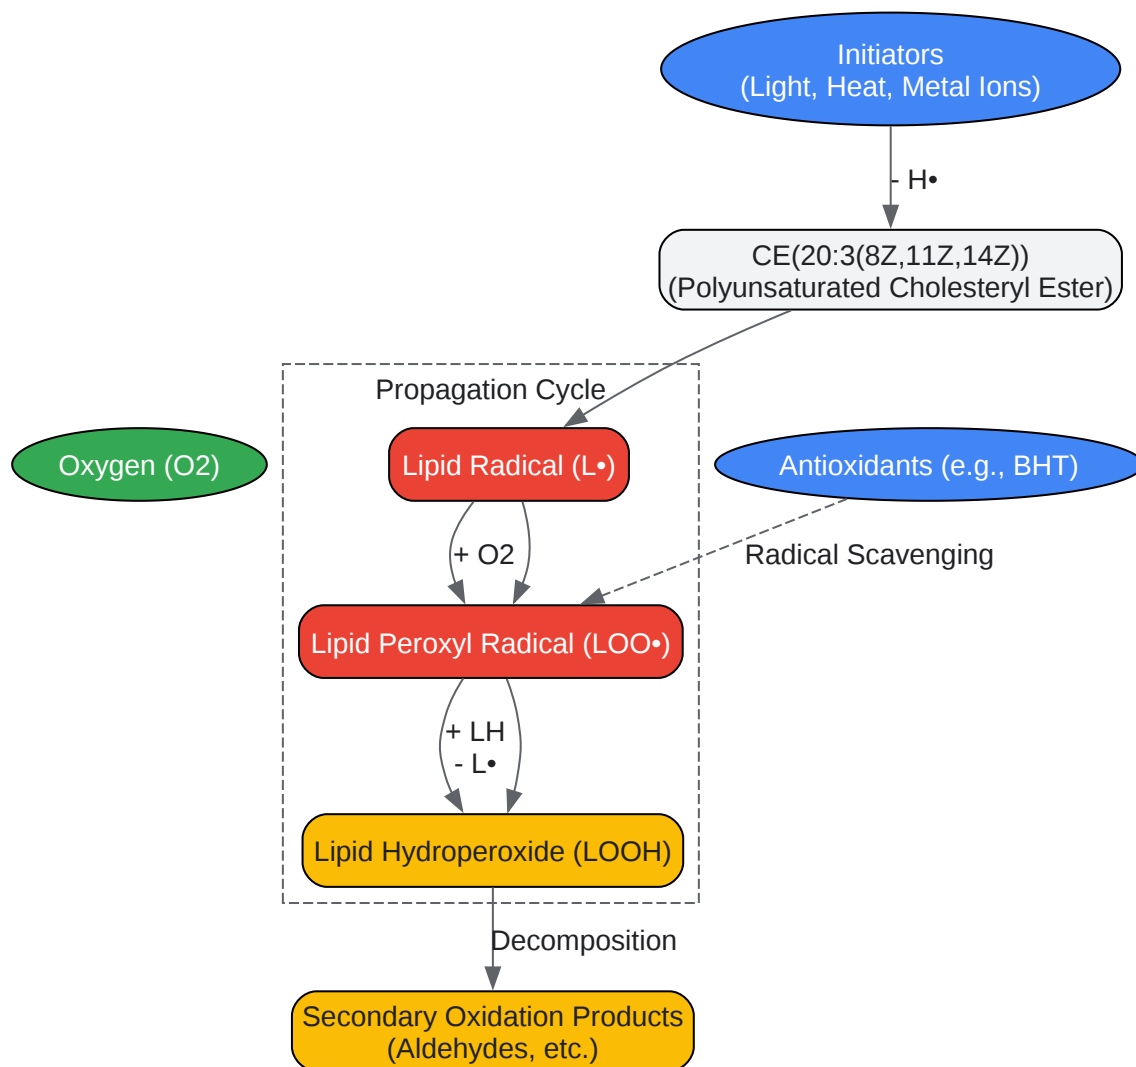 Initiators
(Light, Heat, Metal Ions)
- H•
CE(20:3(8Z,11Z,14Z))
(Polyunsaturated Cholesteryl Ester)
Propagation Cycle
Oxygen (O2)
Lipid Radical (L•)
Antioxidants (e.g., BHT)
+ O2
Radical Scavenging
Lipid Peroxyl Radical (LOO•)
+ LH
- L•
Lipid Hydroperoxide (LOOH)
Decomposition
Secondary Oxidation Products
(Aldehydes, etc.)